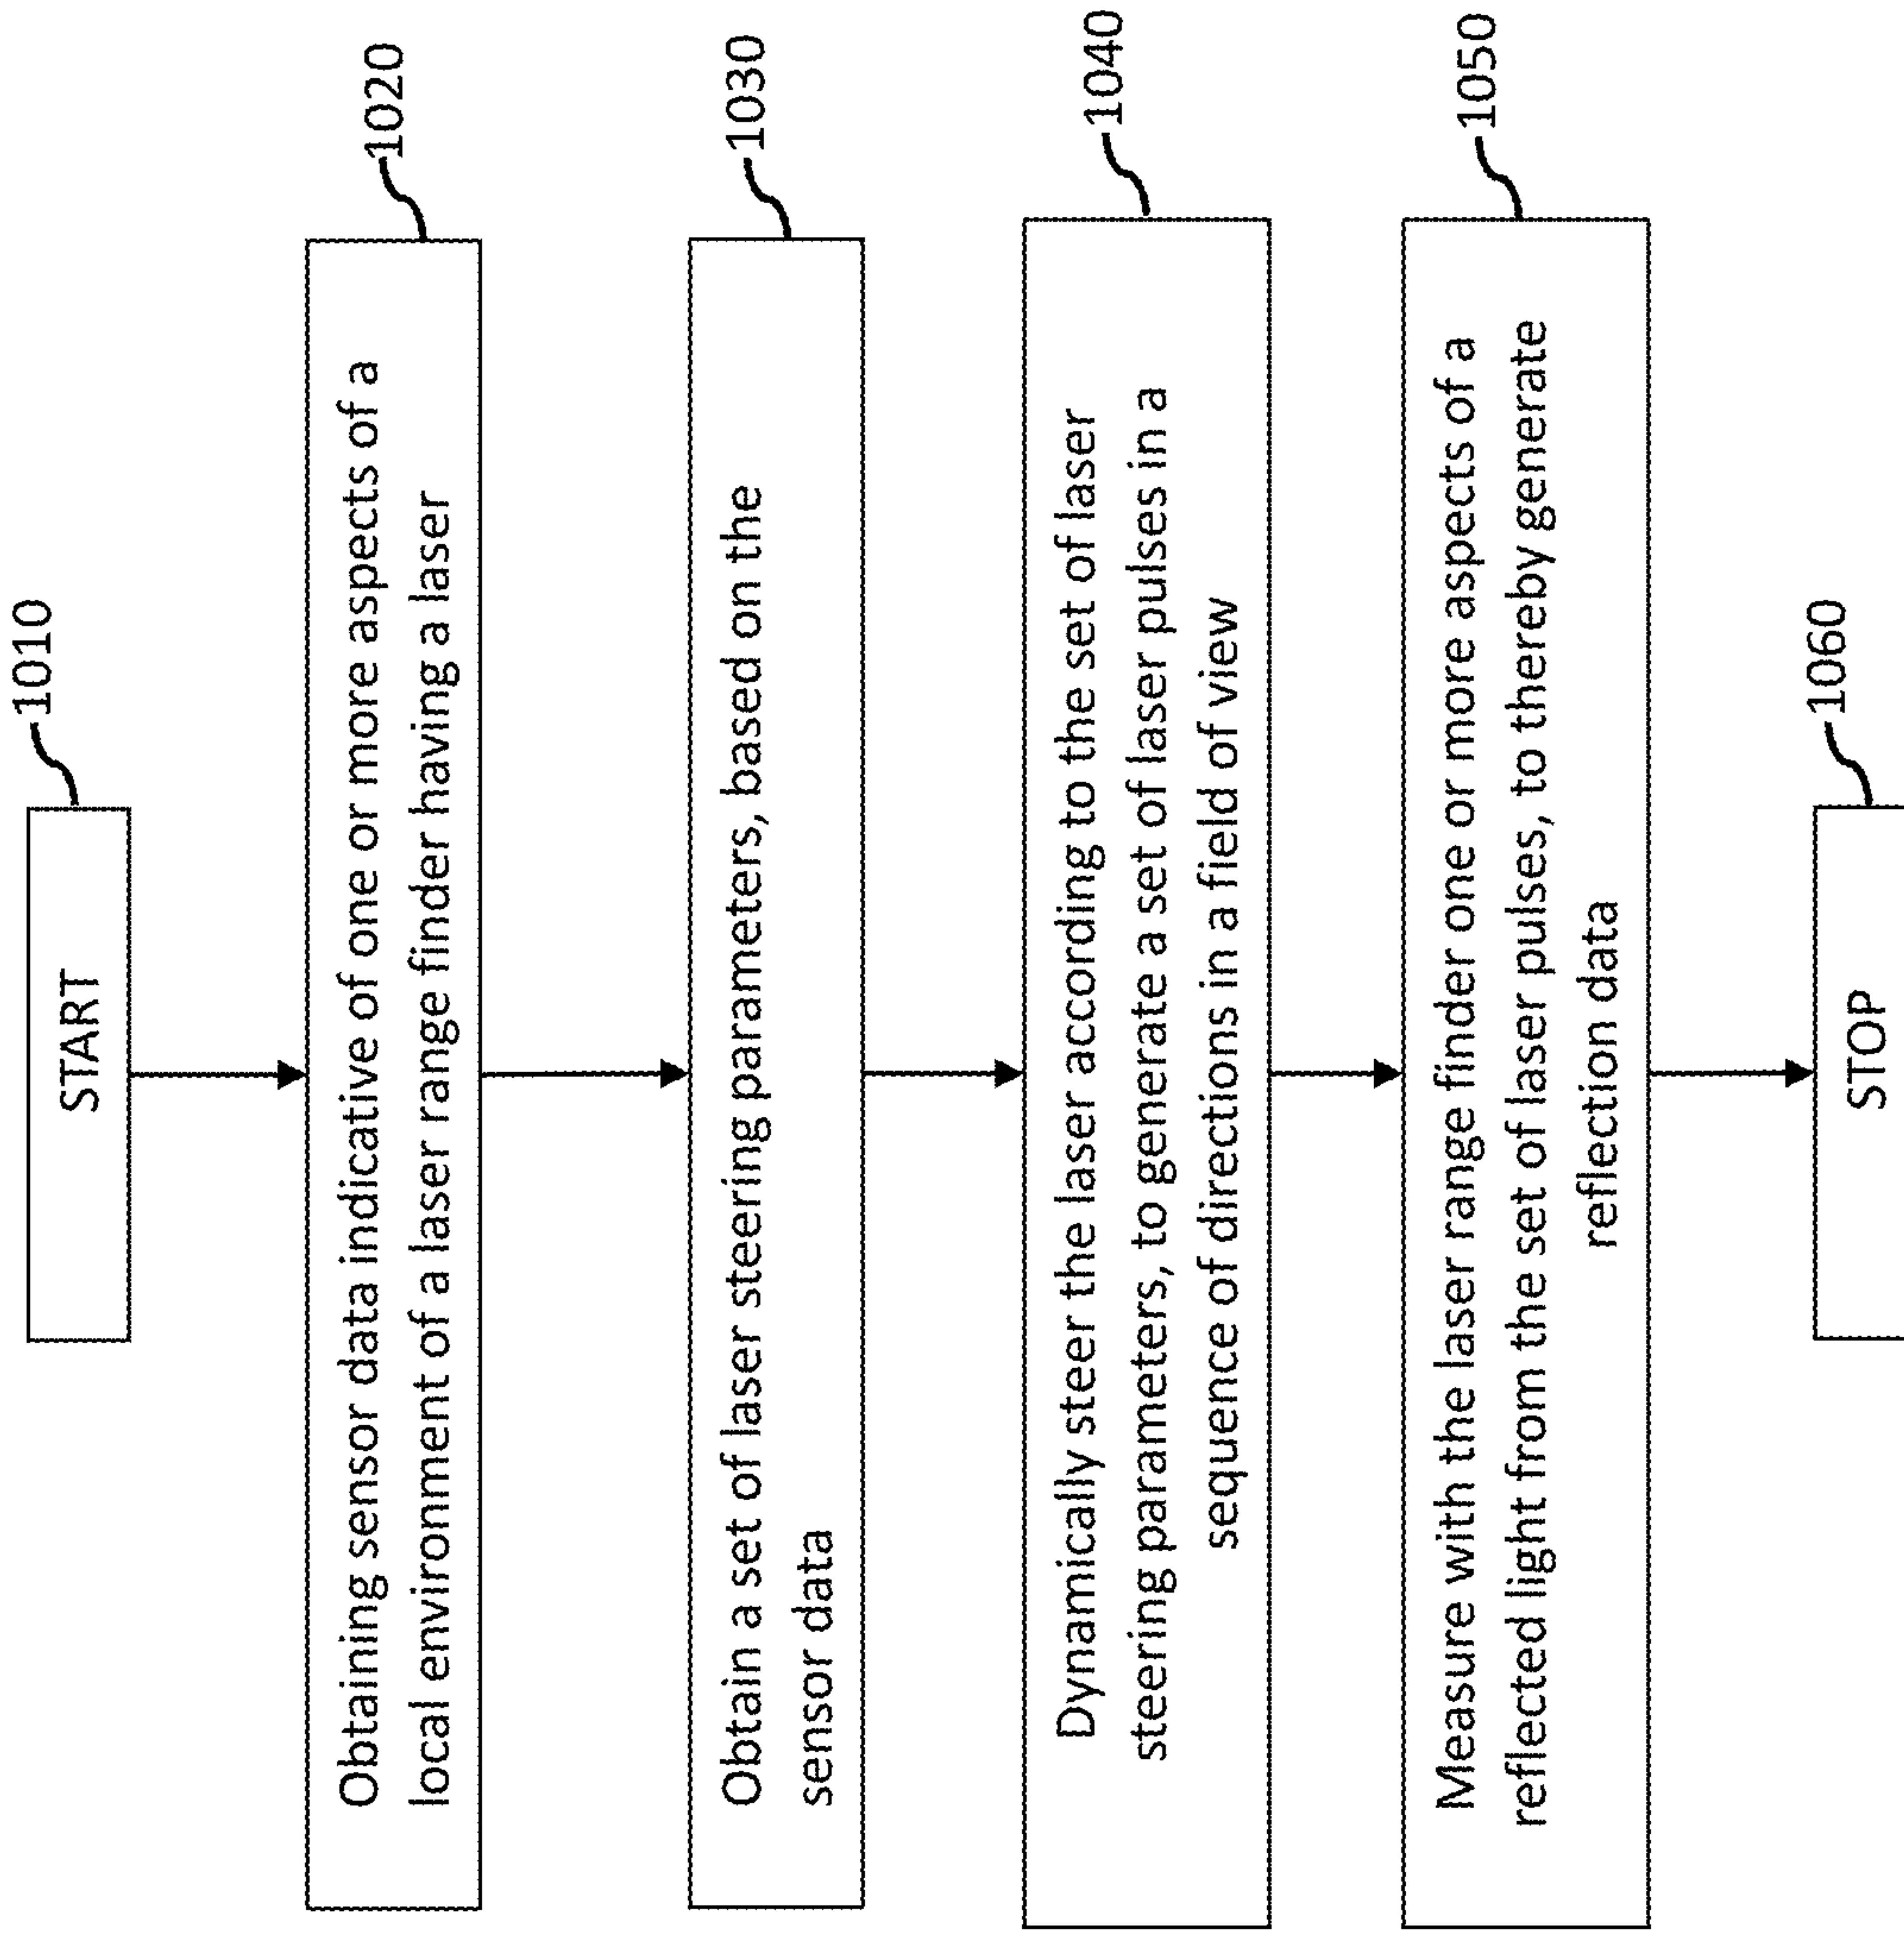 1010
START
1020
Obtaining sensor data indicative of one or more aspects of a
local environment of a laser range finder having a laser
1030
Obtain a set of laser steering parameters, based on the
sensor data
1040
Dynamically steer the laser according to the set of laser
steering parameters, to generate a set of laser pulses in a
sequence of directions in a field of view
1050
Measure with the laser range finder one or more aspects of a
reflected light from the set of laser pulses, to thereby generate
reflection data
1060
STOP